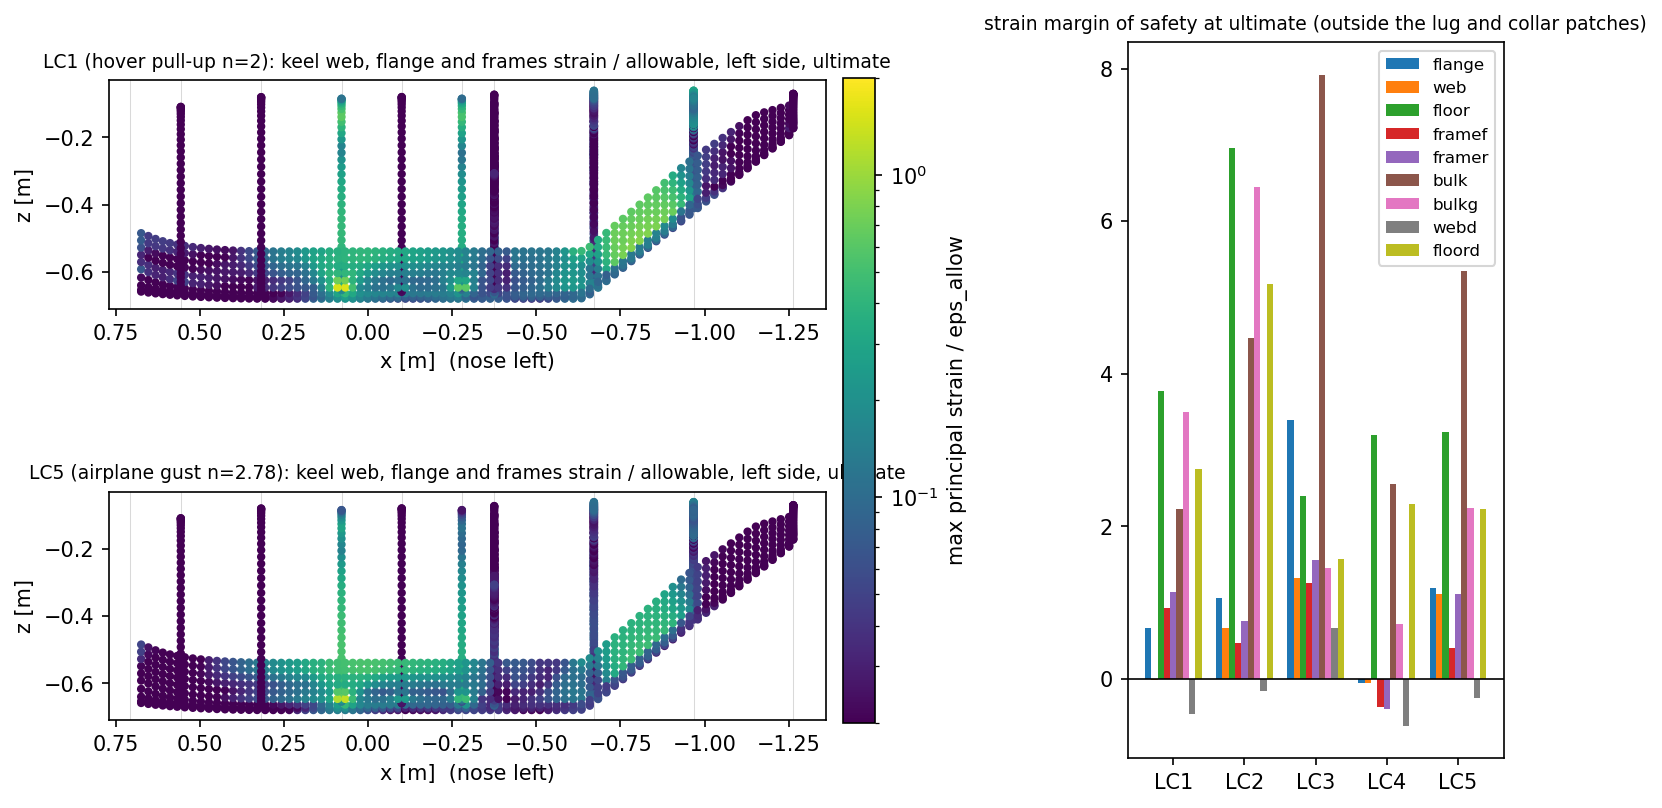 LC1 (hover pull-up n=2): keel web, flange and frames strain / allowable, left side, ultimate
−0.2
−0.4
−0.6
z [m]
0.75 0.50 0.25 0.00 −0.25 −0.50 −0.75 −1.00 −1.25
x [m]  (nose left)
LC5 (airplane gust n=2.78): keel web, flange and frames strain / allowable, left side, ul ate
−0.2
−0.4
−0.6
z [m]
0.75 0.50 0.25 0.00 −0.25 −0.50 −0.75 −1.00 −1.25
x [m]  (nose left)
10⁰
10⁻¹
max principal strain / eps_allow
strain margin of safety at ultimate (outside the lug and collar patches)
8
6
4
2
0
LC1 LC2 LC3 LC4 LC5
flange
web
floor
framef
framer
bulk
bulkg
webd
floord